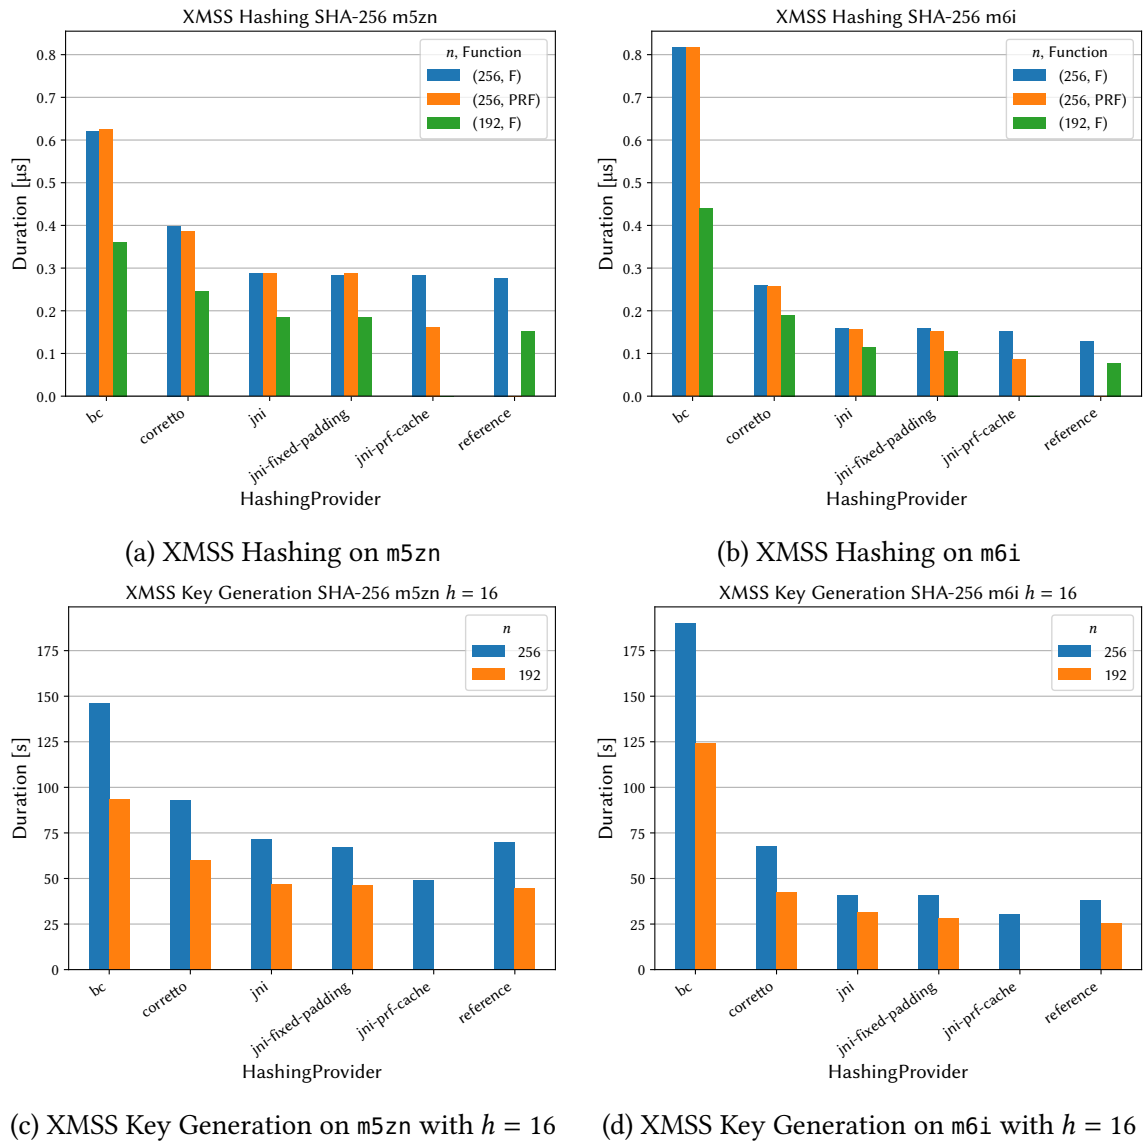 XMSS Hashing SHA-256 m5zn
n, Function
(256, F)
(256, PRF)
(192, F)
0.8
0.7
0.6
0.5
0.4
0.3
0.2
0.1
0.0
Duration [µs]
bc
corretto
jni
jni-fixed-padding
jni-prf-cache
reference
HashingProvider
(a) XMSS Hashing on m5zn
XMSS Hashing SHA-256 m6i
n, Function
(256, F)
(256, PRF)
(192, F)
0.8
0.7
0.6
0.5
0.4
0.3
0.2
0.1
0.0
Duration [µs]
bc
corretto
jni
jni-fixed-padding
jni-prf-cache
reference
HashingProvider
(b) XMSS Hashing on m6i
XMSS Key Generation SHA-256 m5zn h = 16
n
256
192
175
150
125
100
75
50
25
0
Duration [s]
bc
corretto
jni
jni-fixed-padding
jni-prf-cache
reference
HashingProvider
(c) XMSS Key Generation on m5zn with h = 16
XMSS Key Generation SHA-256 m6i h = 16
n
256
192
175
150
125
100
75
50
25
0
Duration [s]
bc
corretto
jni
jni-fixed-padding
jni-prf-cache
reference
HashingProvider
(d) XMSS Key Generation on m6i with h = 16